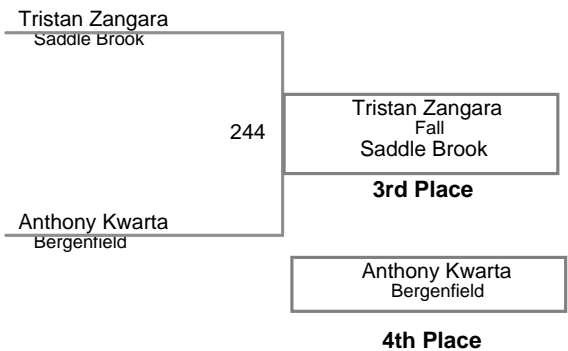 Tristan Zangara
Saddle Brook
244
Tristan Zangara
Fall
Saddle Brook
3rd Place
Anthony Kwarta
Bergenfield
Anthony Kwarta
Bergenfield
4th Place